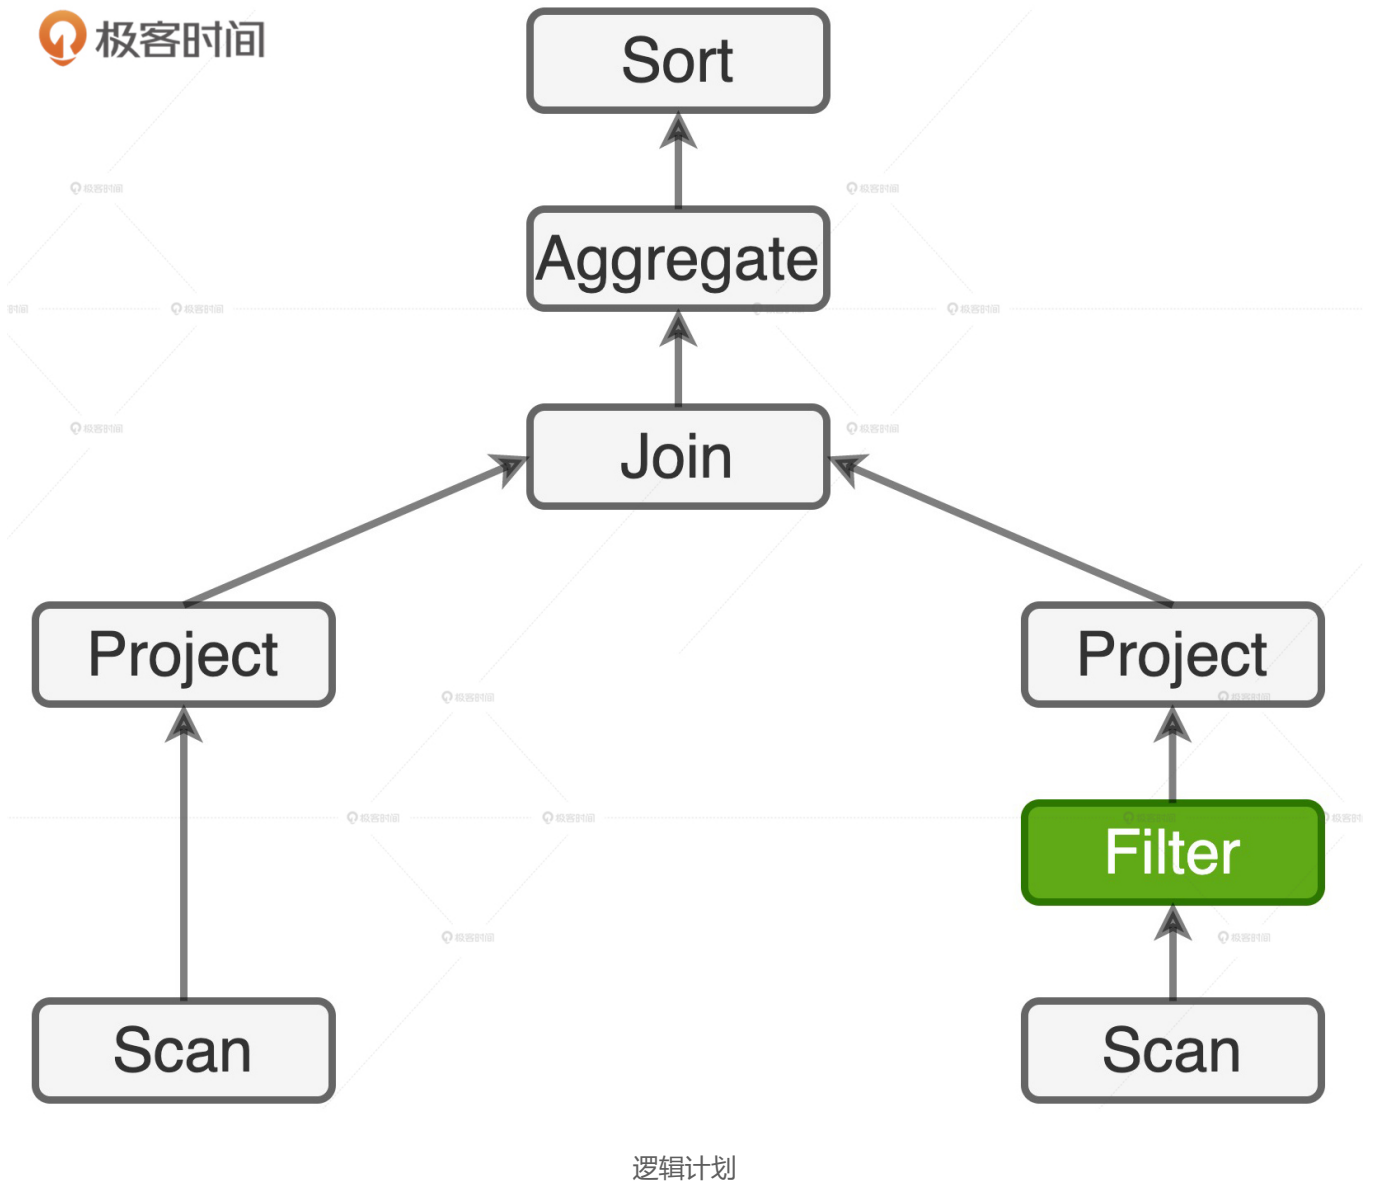 极客时间
Sort
Aggregate
Join
Project
Project
Filter
Scan
Scan
逻辑计划